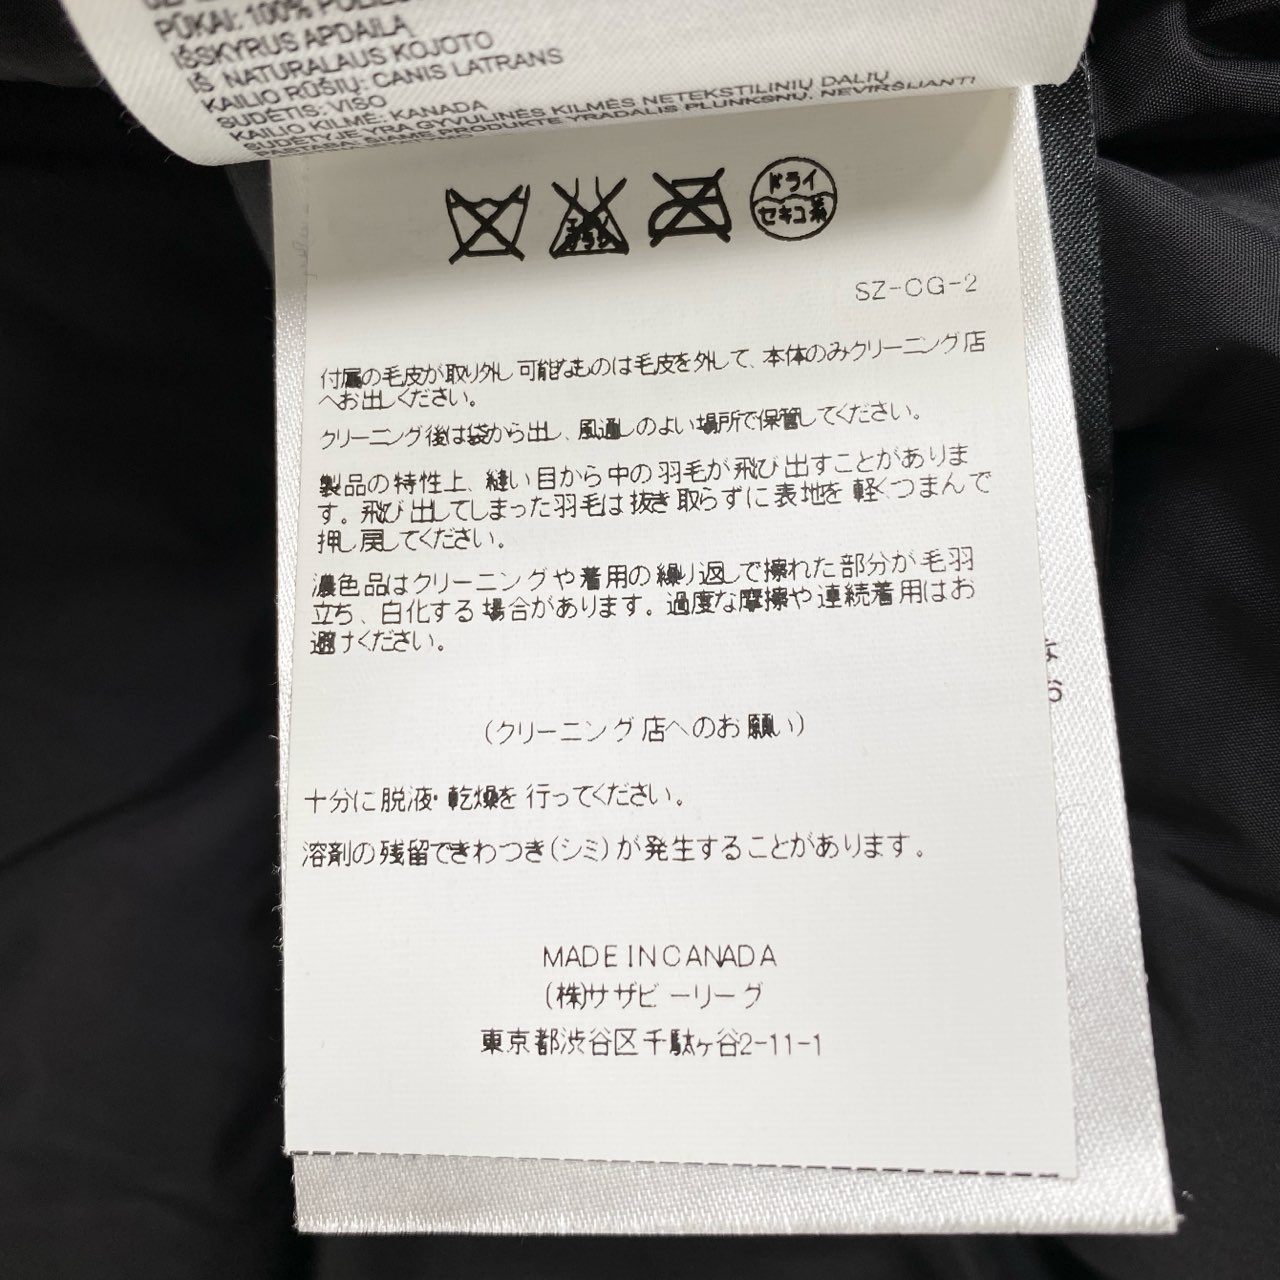 PŪKAI: 100%
IŠSKYRUS APDAILĄ
IŠ NATURALAUS KOJOTO
KAILIO RŪŠIŲ: CANIS LATRANS
SUDĖTIS: VISO
KAILIO KILMĖ: KANADA
SUDĖTYJE YRA GYVULINĖS KILMĖS NETEKSTILINIŲ DALIŲ
PASTABA: ŠIAME PRODUKTE YRA DALIS PLUNKSNŲ. NEVIRŠIJANTI
ドライ
セキユ系
エンソ
サラシ
SZ-CG-2
付属の毛皮が取り外し可能なものは毛皮を外して、本体のみクリーニング店
へお出しください。
クリーニング後は袋から出し、風通しのよい場所で保管してください。
製品の特性上、縫い目から中の羽毛が飛び出すことがありま
す。飛び出してしまった羽毛は抜き取らずに表地を軽くつまんで
押し戻してください。
濃色品はクリーニングや着用の繰り返しで擦れた部分が毛羽
立ち、白化する場合があります。過度な摩擦や連続着用はお
避けください。
(クリーニング店へのお願い)
十分に脱液・乾燥を行ってください。
溶剤の残留できわつき(シミ)が発生することがあります。
MADE IN CANADA
(株)サザビーリーグ
東京都渋谷区千駄ヶ谷2-11-1